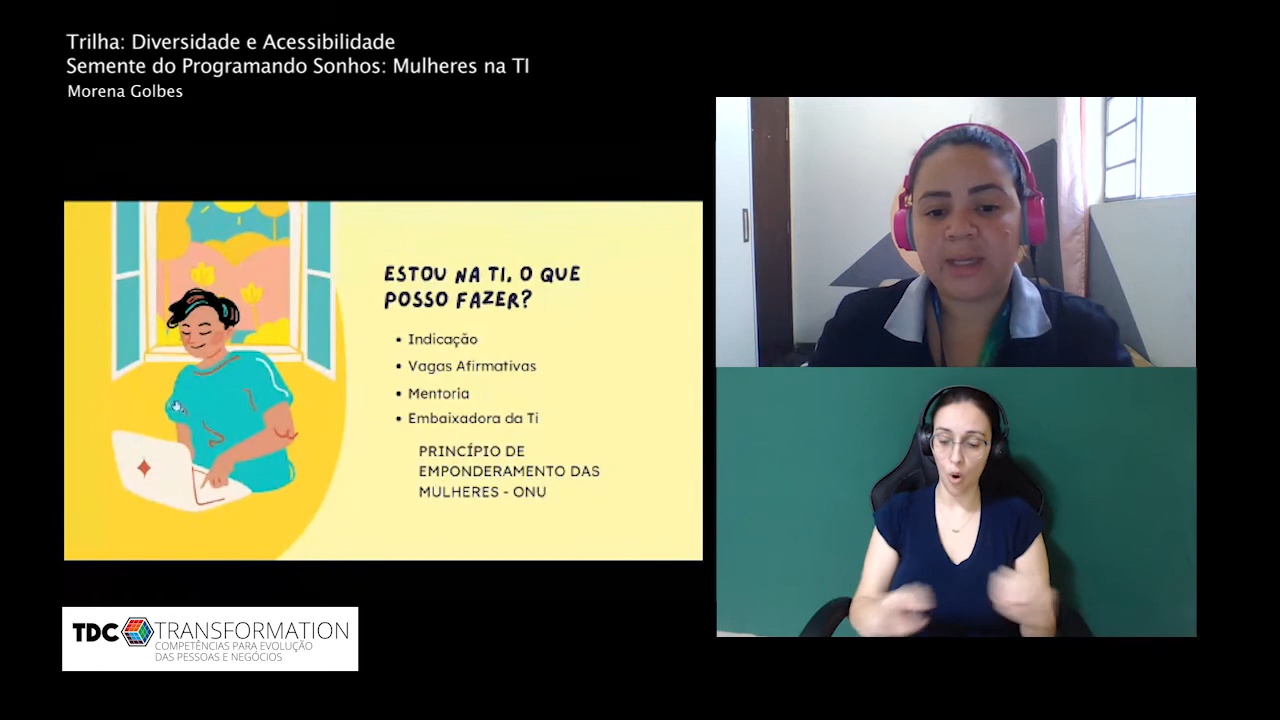 Trilha: Diversidade e Acessibilidade
Semente do Programando Sonhos: Mulheres na TI
Morena Golbes
ESTOU NA TI, O QUE
POSSO FAZER?
• Indicação
• Vagas Afirmativas
• Mentoria
• Embaixadora da Ti
PRINCÍPIO DE
EMPONDERAMENTO DAS
MULHERES - ONU
TDC TRANSFORMATION
COMPETÊNCIAS PARA EVOLUÇÃO
DAS PESSOAS E NEGÓCIOS